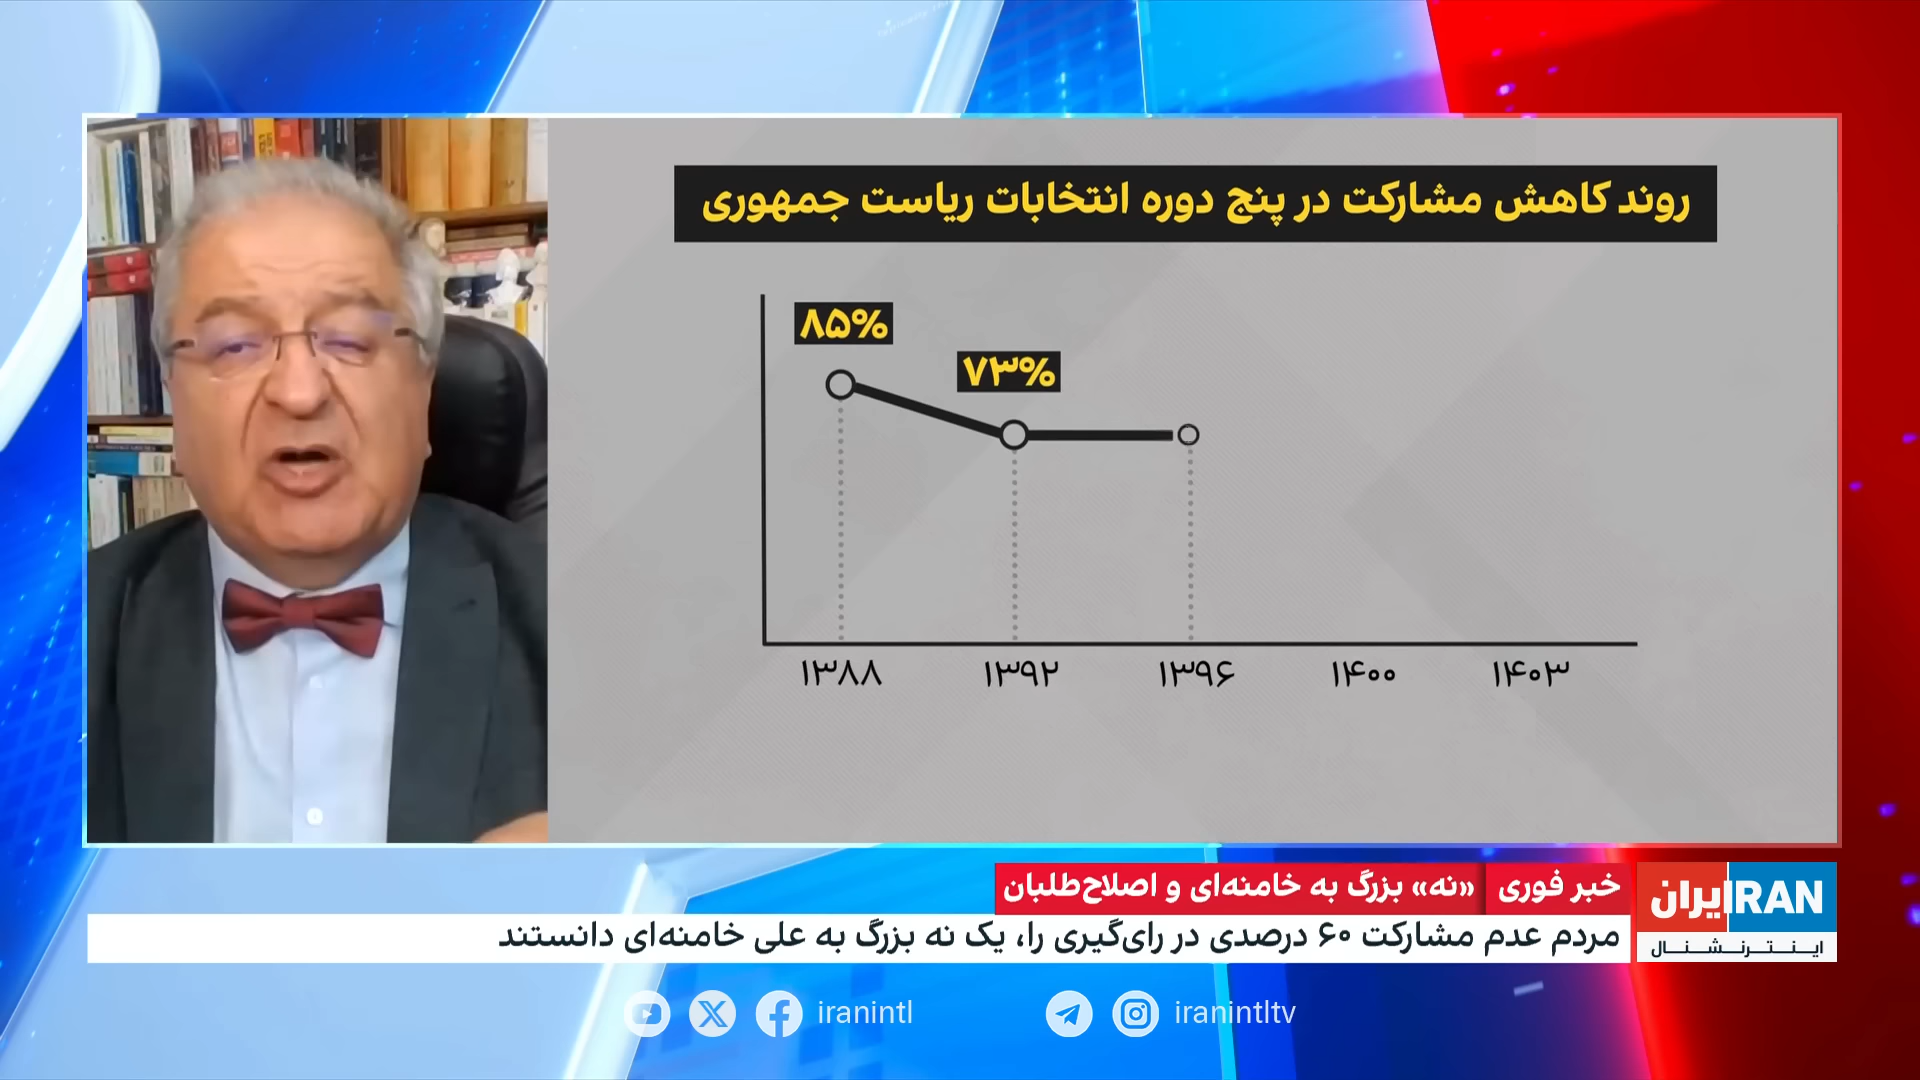 روند کاهش مشارکت در پنج دوره انتخابات ریاست جمهوری
۸۵%
۷۳%
۱۳۸۸
۱۳۹۲
۱۳۹۶
۱۴۰۰
۱۴۰۳
خبر فوری
«نه» بزرگ به خامنه‌ای و اصلاح‌طلبان
مردم عدم مشارکت ۶۰ درصدی در رای‌گیری را، یک نه بزرگ به علی خامنه‌ای دانستند
ایران IRAN
اینترنشنال
iranintl
iranintltv